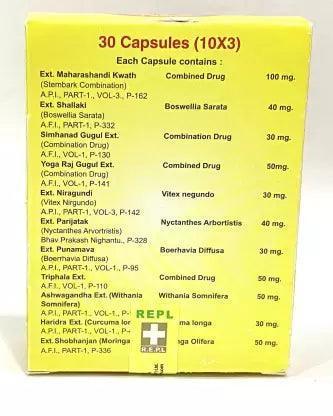 30 Capsules (10X3)
Each Capsule contains :
Ext. Maharashandi Kwath Combined Drug 100 mg.
(Stembark Combination)
A.P.I., PART-1, VOL-3., P-162
Ext. Shallaki Boswellia Sarata 40 mg.
(Boswellia Sarata)
A.F.I., PART-1, P-332
Simhanad Gugul Ext. Combination Drug 30 mg.
(Combination Drug)
A.F.I., VOL-1, P-130
Yoga Raj Gugul Ext. Combined Drug 50mg.
(Combination Drug)
A.F.I., VOL-1, P-141
Ext. Niragundi Vitex negundo 30 mg.
(Vitex Nirgundo)
A.P.I., PART-1, VOL-3, P-142
Ext. Parijatak Nyctanthes Arbortistis 40 mg.
(Nyctanthes Arvortristis)
Bhav Prakash Nighantu., P-328
Ext. Punamava Boerhavia Diffusa 30 mg.
(Boerhavia Diffusa)
A.P.I., PART-1, VOL-1., P-95
Triphala Ext. Combined Drug 50 mg.
A.F.I., VOL-1, P-110
Ashwagandha Ext. (Withania Withania Somnifera 50 mg.
Somnifera)
A.P.I., PART-1, VOL-1., P-
Haridra Ext. (Curcuma lon longa 30 mg.
A.P.I., PART-1, VOL-1.,
Ext.Shobhanjan (Moringa Olifera 50 mg.
A.F.I., PART-1, P-336
REPL
R.E.P.L